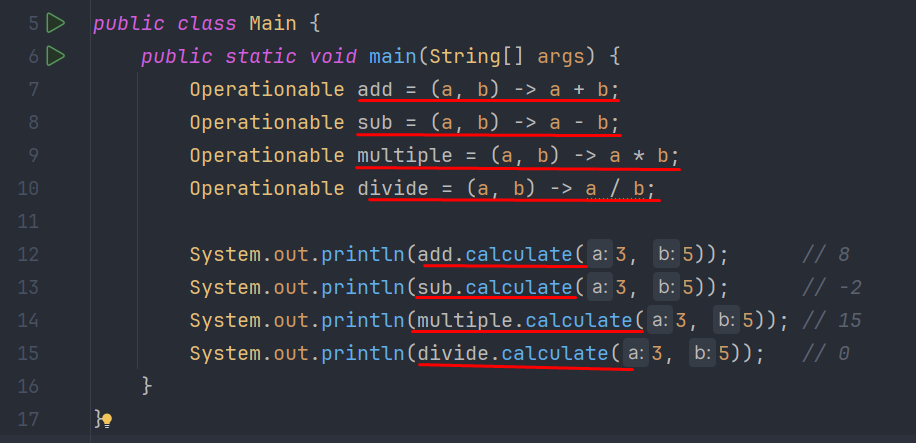 5 public class Main {
6 public static void main(String[] args) {
7 Operationable add = (a, b) -> a + b;
8 Operationable sub = (a, b) -> a - b;
9 Operationable multiple = (a, b) -> a * b;
10 Operationable divide = (a, b) -> a / b;
11
12 System.out.println(add.calculate( a: 3, b: 5)); // 8
13 System.out.println(sub.calculate( a: 3, b: 5)); // -2
14 System.out.println(multiple.calculate( a: 3, b: 5)); // 15
15 System.out.println(divide.calculate( a: 3, b: 5)); // 0
16 }
17 }